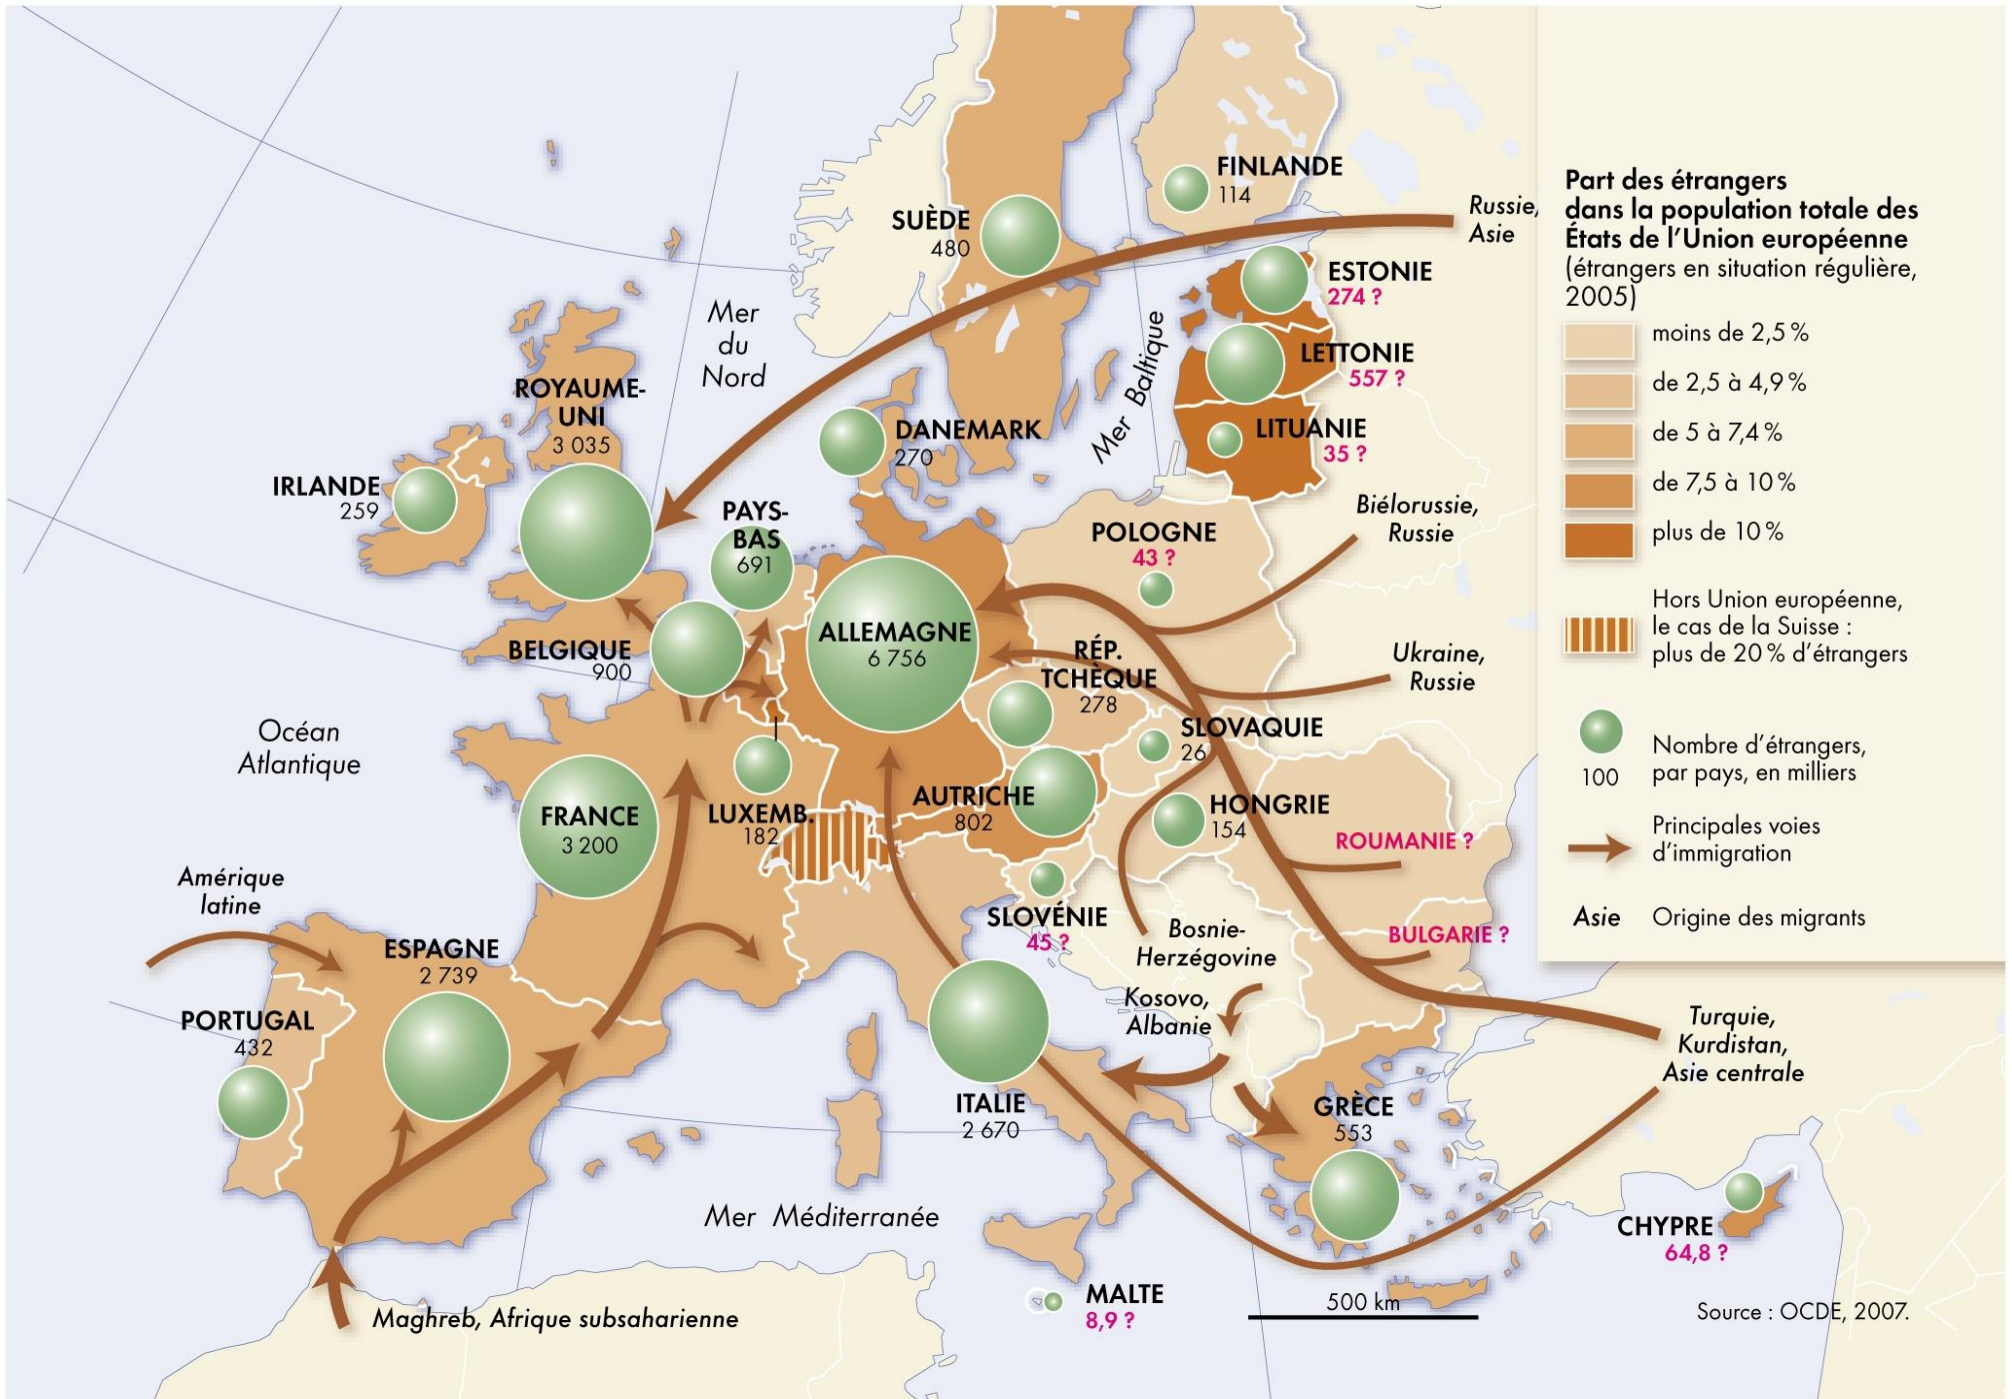 FINLANDE
114
SUÈDE
480
Russie,
Asie
ESTONIE
274 ?
Mer
du
Nord
Mer Baltique
LETTONIE
557 ?
ROYAUME-
UNI
3 035
DANEMARK
270
LITUANIE
35 ?
IRLANDE
259
PAYS-
BAS
691
Biélorussie,
Russie
POLOGNE
43 ?
ALLEMAGNE
6 756
BELGIQUE
900
RÉP.
TCHÈQUE
278
Ukraine,
Russie
Océan
Atlantique
SLOVAQUIE
26
FRANCE
3 200
LUXEMB.
182
AUTRICHE
802
HONGRIE
154
ROUMANIE ?
Amérique
latine
SLOVÉNIE
45 ?
Bosnie-
Herzégovine
BULGARIE ?
ESPAGNE
2 739
PORTUGAL
432
Kosovo,
Albanie
Turquie,
Kurdistan,
Asie centrale
ITALIE
2 670
GRÈCE
553
Mer Méditerranée
CHYPRE
64,8 ?
MALTE
8,9 ?
Maghreb, Afrique subsaharienne
500 km
Source : OCDE, 2007.
Part des étrangers
dans la population totale des
États de l'Union européenne
(étrangers en situation régulière,
2005)
moins de 2,5 %
de 2,5 à 4,9 %
de 5 à 7,4 %
de 7,5 à 10 %
plus de 10 %
Hors Union européenne,
le cas de la Suisse :
plus de 20 % d'étrangers
Nombre d'étrangers,
100 par pays, en milliers
Principales voies
d'immigration
Asie Origine des migrants